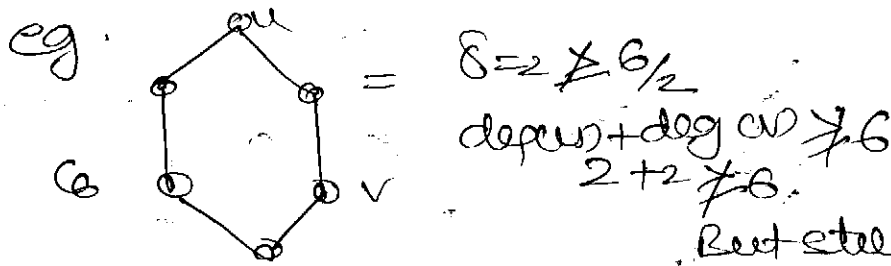 eg.
u
= δ=2 ≱ 6/2
deg(u)+deg(v) ≱ 6
C6
v
2+2 ≱ 6.
But still